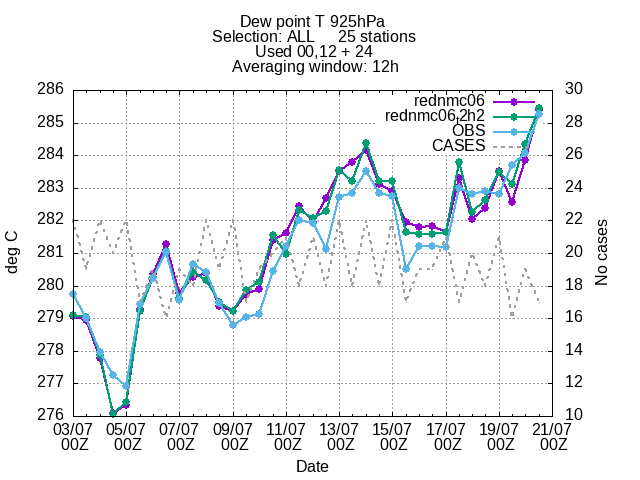 Dew point T 925hPa
Selection: ALL 25 stations
Used 00,12 + 24
Averaging window: 12h
286 30
285 28
284 26
283 24
282 22
281 20
280 18
279 16
278 14
277 12
276 10
rednmc06
rednmc06,2h2
OBS
CASES
deg C
No cases
03/07 05/07 07/07 09/07 11/07 13/07 15/07 17/07 19/07 21/07
00Z 00Z 00Z 00Z 00Z 00Z 00Z 00Z 00Z 00Z
Date